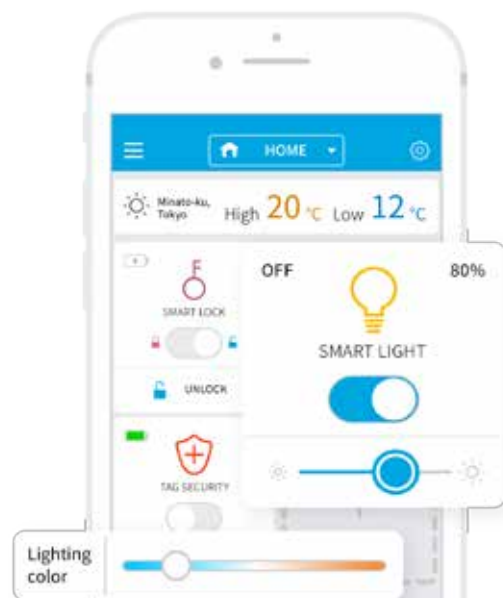 HOME
Minato-ku,
Tokyo
High 20 °C Low 12 °C
SMART LOCK
UNLOCK
TAG SECURITY
OFF 80%
SMART LIGHT
Lighting
color